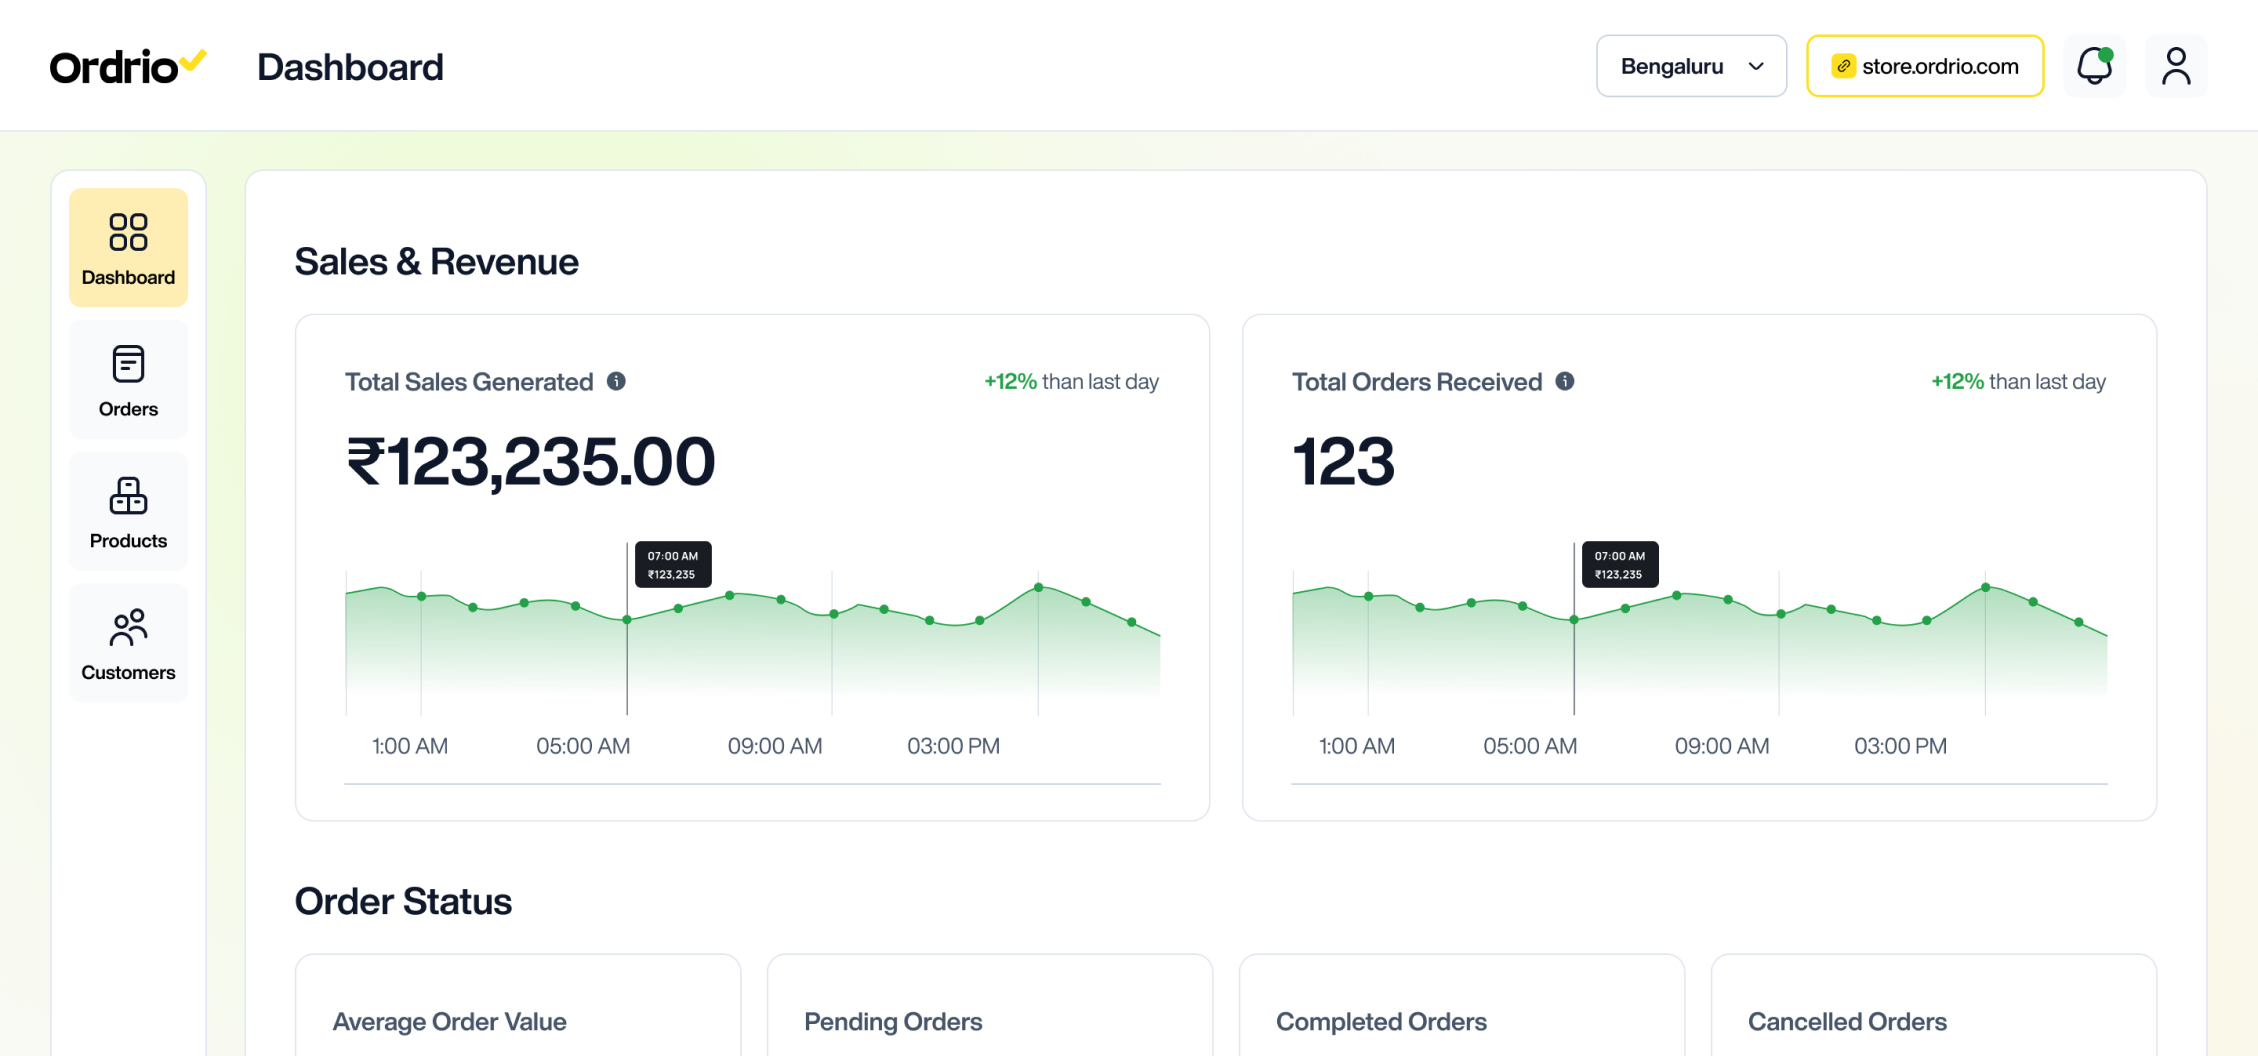 Ordrio
Dashboard
Bengaluru
store.ordrio.com
Dashboard
Orders
Products
Customers
Sales & Revenue
Total Sales Generated
+12% than last day
₹123,235.00
07:00 AM
₹123,235
1:00 AM 05:00 AM 09:00 AM 03:00 PM
Total Orders Received
+12% than last day
123
07:00 AM
₹123,235
1:00 AM 05:00 AM 09:00 AM 03:00 PM
Order Status
Average Order Value
Pending Orders
Completed Orders
Cancelled Orders